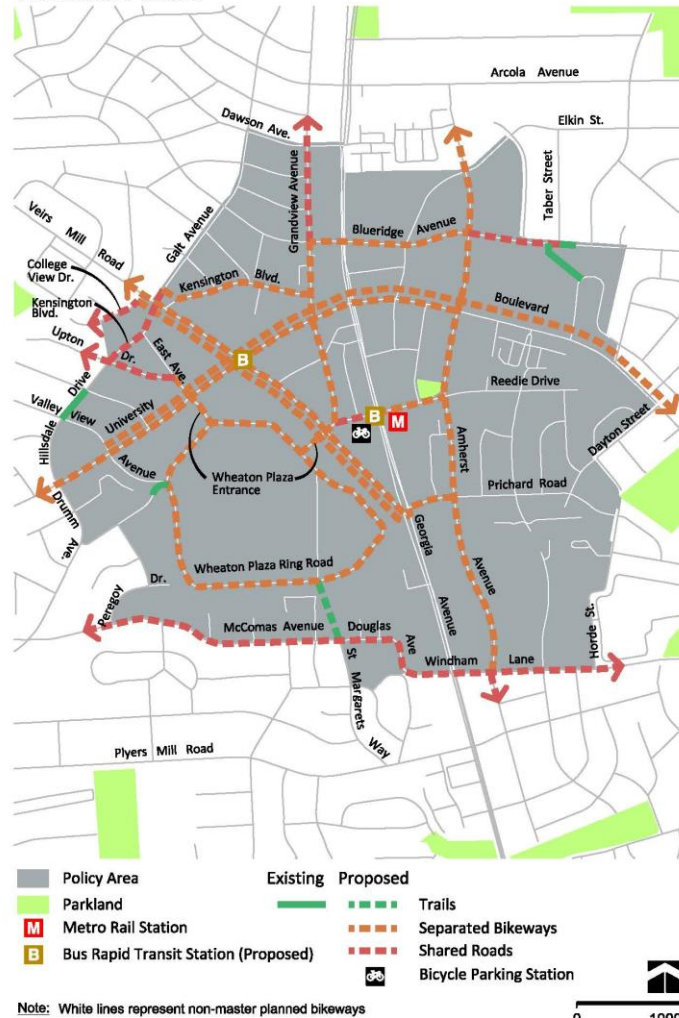 Arcola Avenue
Elkin St.
Dawson Ave.
Taber Street
Grandview Avenue
Galt Avenue
Veirs Mill Road
Blueridge Avenue
College
View Dr.
Kensington
Blvd.
Kensington Blvd.
Boulevard
Upton Dr.
East Ave.
B
Reedie Drive
B
M
Hillsdale Drive
Valley View Avenue
University
Amherst Avenue
Dayton Street
Wheaton Plaza
Entrance
Prichard Road
Drumm Ave.
Georgia Avenue
Wheaton Plaza Ring Road
Peregoy Dr.
McComas Avenue
Douglas Ave
Windham Lane
Horde St.
St Margarets Way
Plyers Mill Road
Policy Area
Existing Proposed
Parkland
Trails
M Metro Rail Station
Separated Bikeways
B Bus Rapid Transit Station (Proposed)
Shared Roads
Bicycle Parking Station
Note: White lines represent non-master planned bikeways